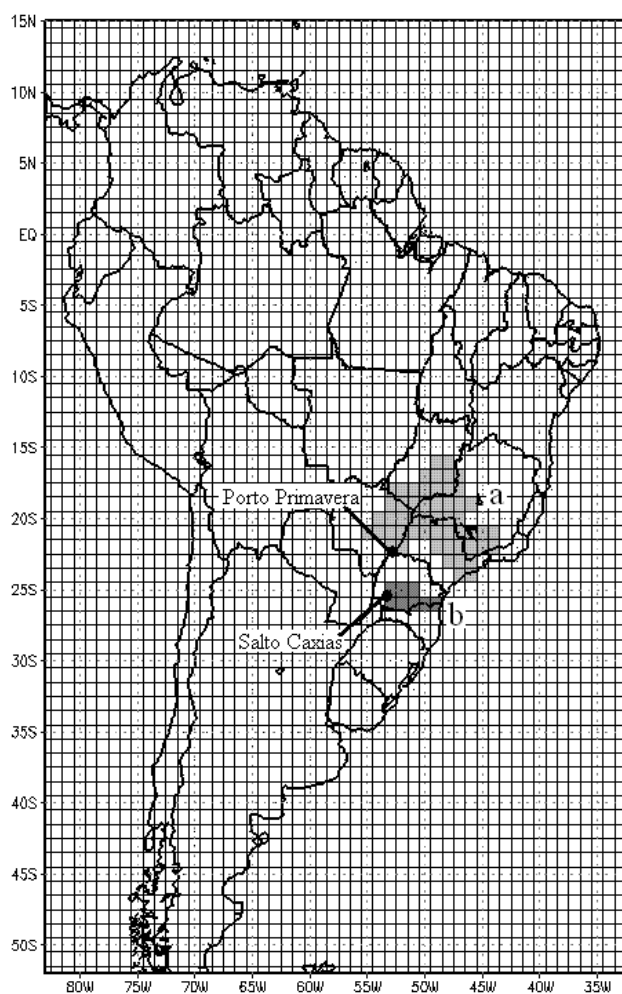 15N
10N
5N
EQ
5S
10S
15S
a
Porto Primavera
20S
25S
b
Salto Caxias
30S
35S
40S
45S
50S
80W 75W 70W 65W 60W 55W 50W 45W 40W 35W